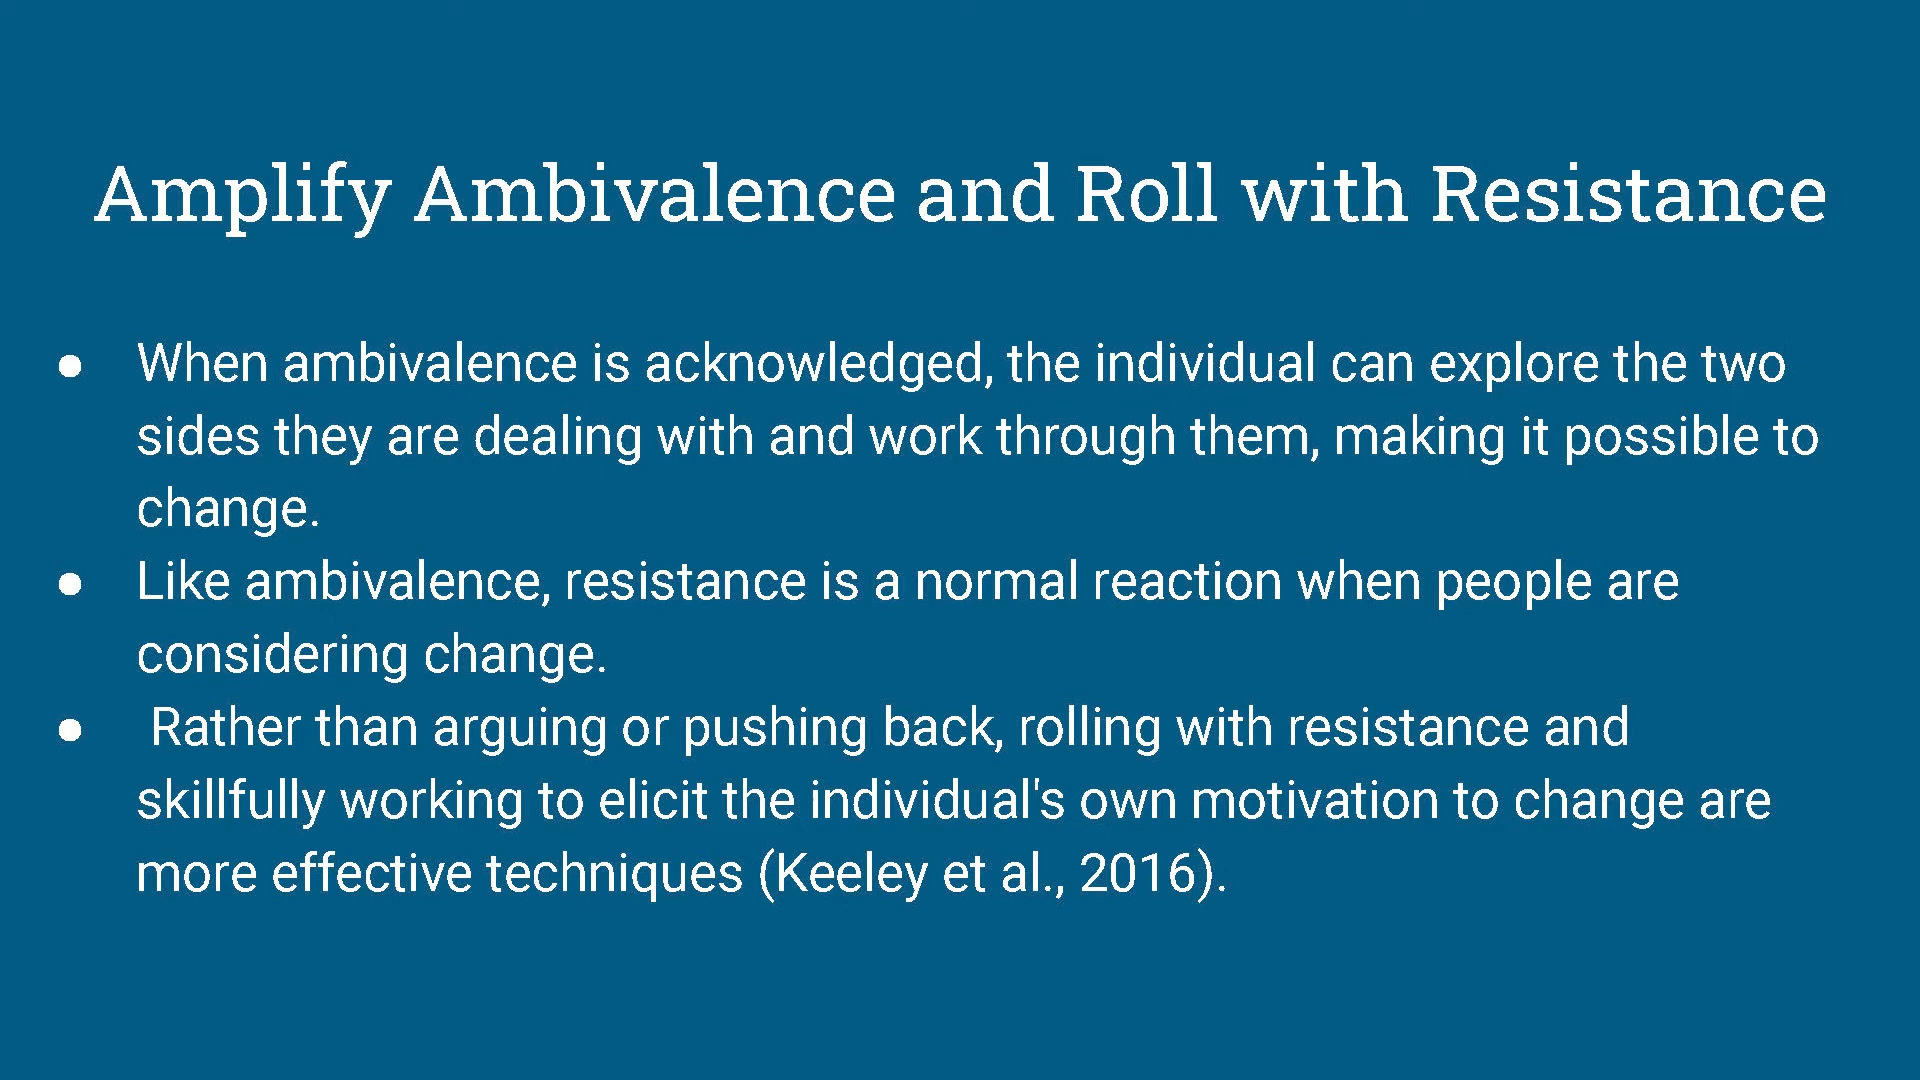 Amplify Ambivalence and Roll with Resistance
● When ambivalence is acknowledged, the individual can explore the two
sides they are dealing with and work through them, making it possible to
change.
● Like ambivalence, resistance is a normal reaction when people are
considering change.
● Rather than arguing or pushing back, rolling with resistance and
skillfully working to elicit the individual's own motivation to change are
more effective techniques (Keeley et al., 2016).